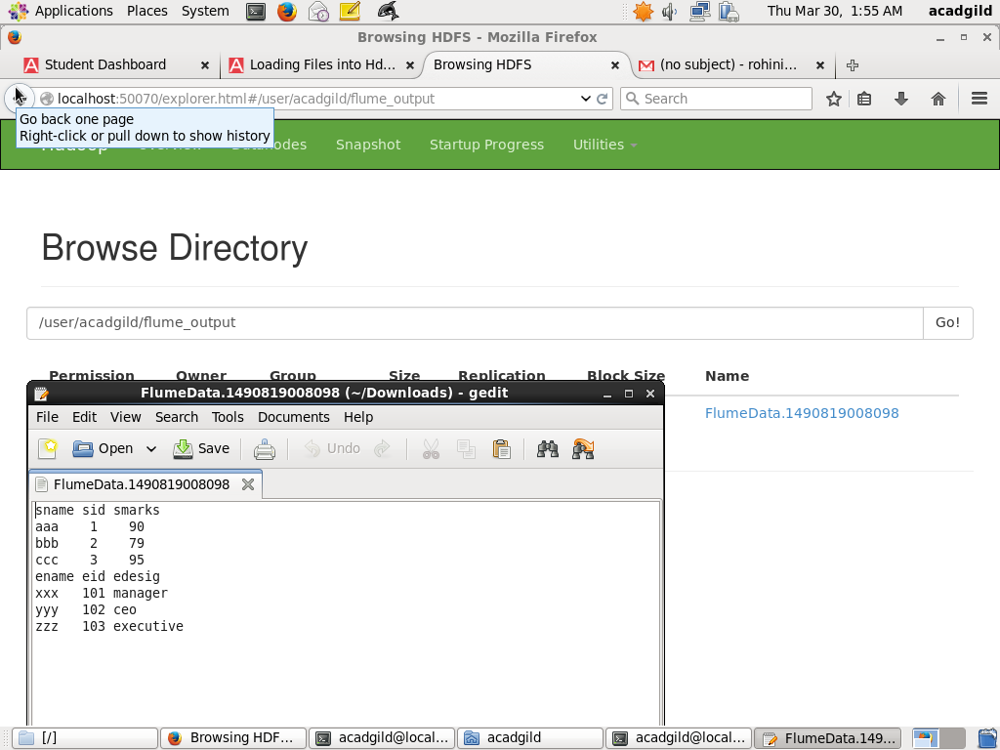 Applications Places System Thu Mar 30, 1:55 AM acadgild
Browsing HDFS - Mozilla Firefox
Student Dashboard Loading Files into Hd... Browsing HDFS (no subject) - rohini...
localhost:50070/explorer.html#/user/acadgild/flume_output Search
Go back one page
Right-click or pull down to show history
Snapshot Startup Progress Utilities
Browse Directory
/user/acadgild/flume_output Go!
Permission Owner Group Size Replication Block Size Name
FlumeData.1490819008098
FlumeData.1490819008098 (~/Downloads) - gedit
File Edit View Search Tools Documents Help
Open Save Undo
FlumeData.1490819008098
sname sid smarks
aaa 1 90
bbb 2 79
ccc 3 95
ename eid edesig
xxx 101 manager
yyy 102 ceo
zzz 103 executive
[/] Browsing HDF... acadgild@local... acadgild acadgild@local... FlumeData.149...